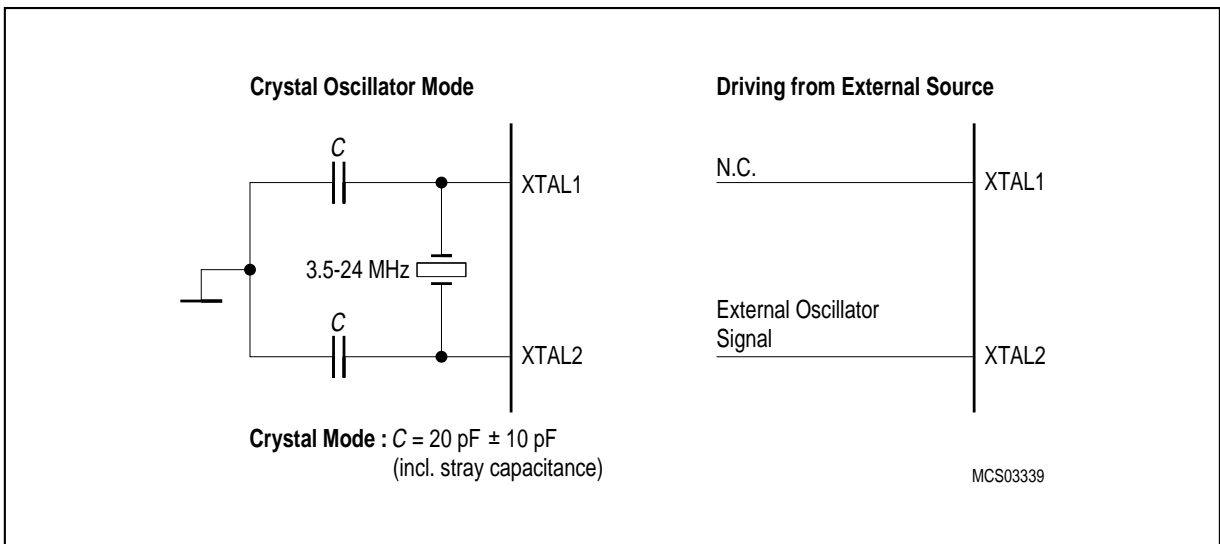 Crystal Oscillator Mode
C
XTAL1
3.5-24 MHz
C
XTAL2
Crystal Mode : C = 20 pF ± 10 pF
(incl. stray capacitance)
Driving from External Source
N.C.
XTAL1
External Oscillator
Signal
XTAL2
MCS03339